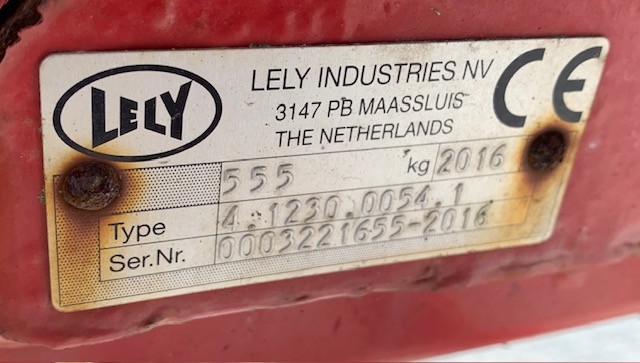 LELY
LELY INDUSTRIES NV
3147 PB MAASSLUIS
THE NETHERLANDS
CE
555 kg 2016
Type 4.1230.0054.1
Ser.Nr. 0003221655-2016